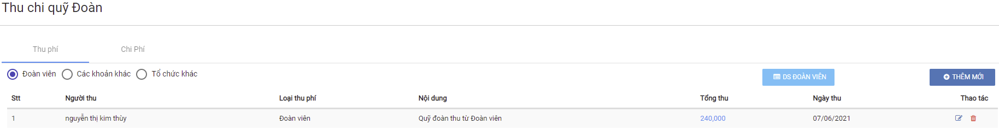 Thu chi quỹ Đoàn
Thu phí Chi Phí
Đoàn viên Các khoản khác Tổ chức khác DS ĐOÀN VIÊN THÊM MỚI
Stt Người thu Loại thu phí Nội dung Tổng thu Ngày thu Thao tác
1 nguyễn thị kim thùy Đoàn viên Quỹ đoàn thu từ Đoàn viên 240,000 07/06/2021